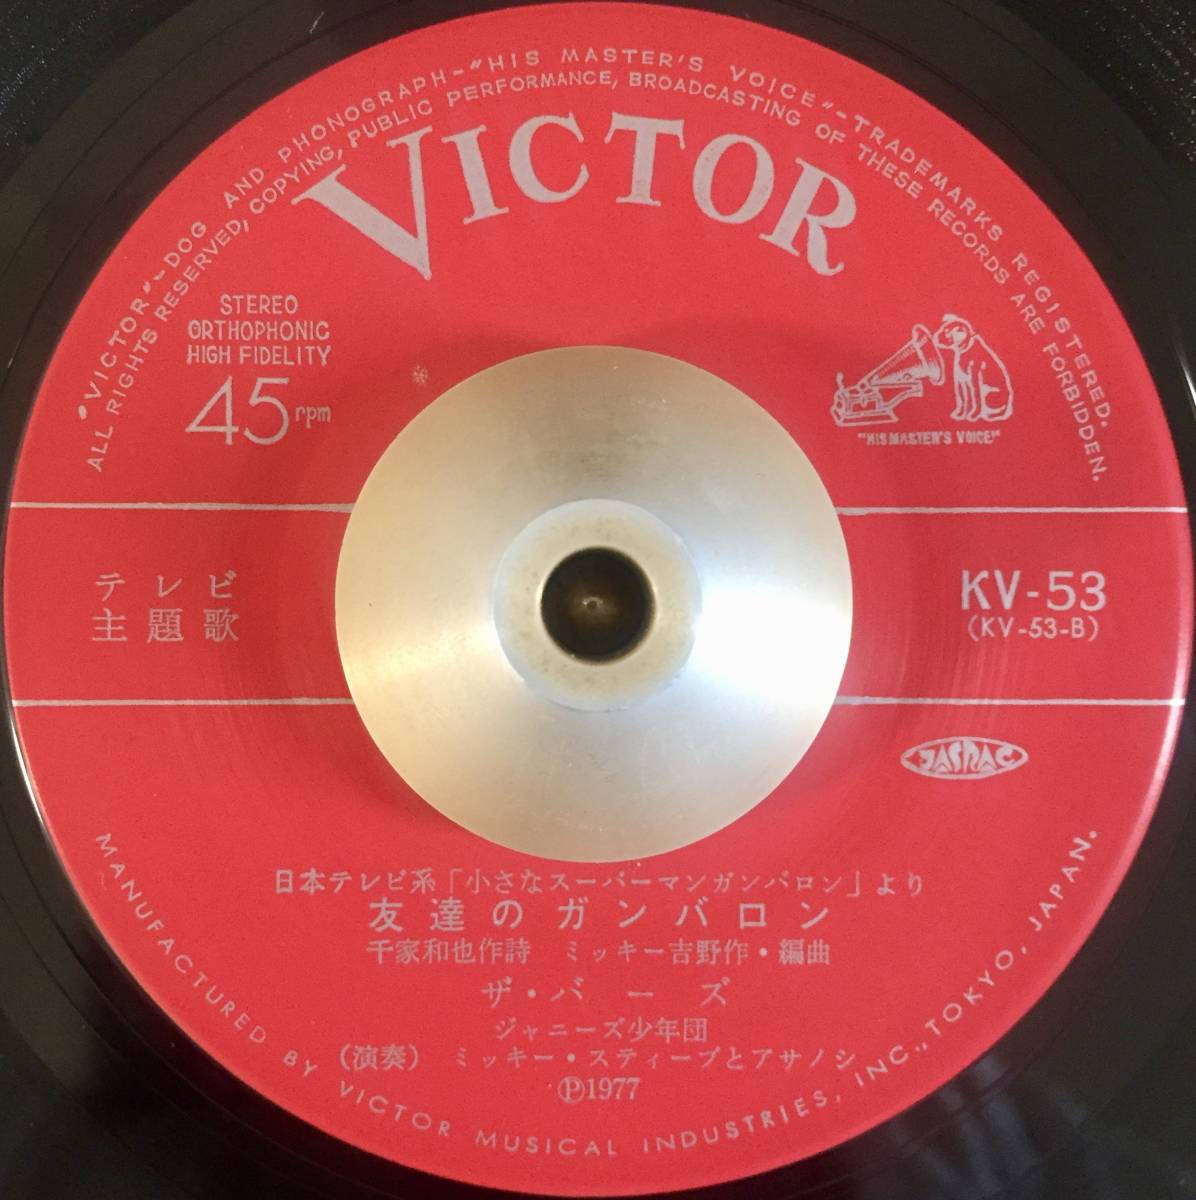 •"VICTOR"–DOG AND PHONOGRAPH–"HIS MASTER'S VOICE"–TRADEMARKS REGISTERED.
ALL RIGHTS RESERVED, COPYING, PUBLIC PERFORMANCE, BROADCASTING OF THESE RECORDS ARE FORBIDDEN.
VICTOR
STEREO
ORTHOPHONIC
HIGH FIDELITY
45rpm
"HIS MASTER'S VOICE"
テレビ
主題歌
KV-53
(KV-53-B)
JASRAC
日本テレビ系「小さなスーパーマンガンバロン」より
友達のガンバロン
千家和也作詩 ミッキー吉野作・編曲
ザ・バーズ
ジャニーズ少年団
(演奏) ミッキー・スティーブとアサノシ
Ⓟ1977
MANUFACTURED BY VICTOR MUSICAL INDUSTRIES, INC., TOKYO, JAPAN.